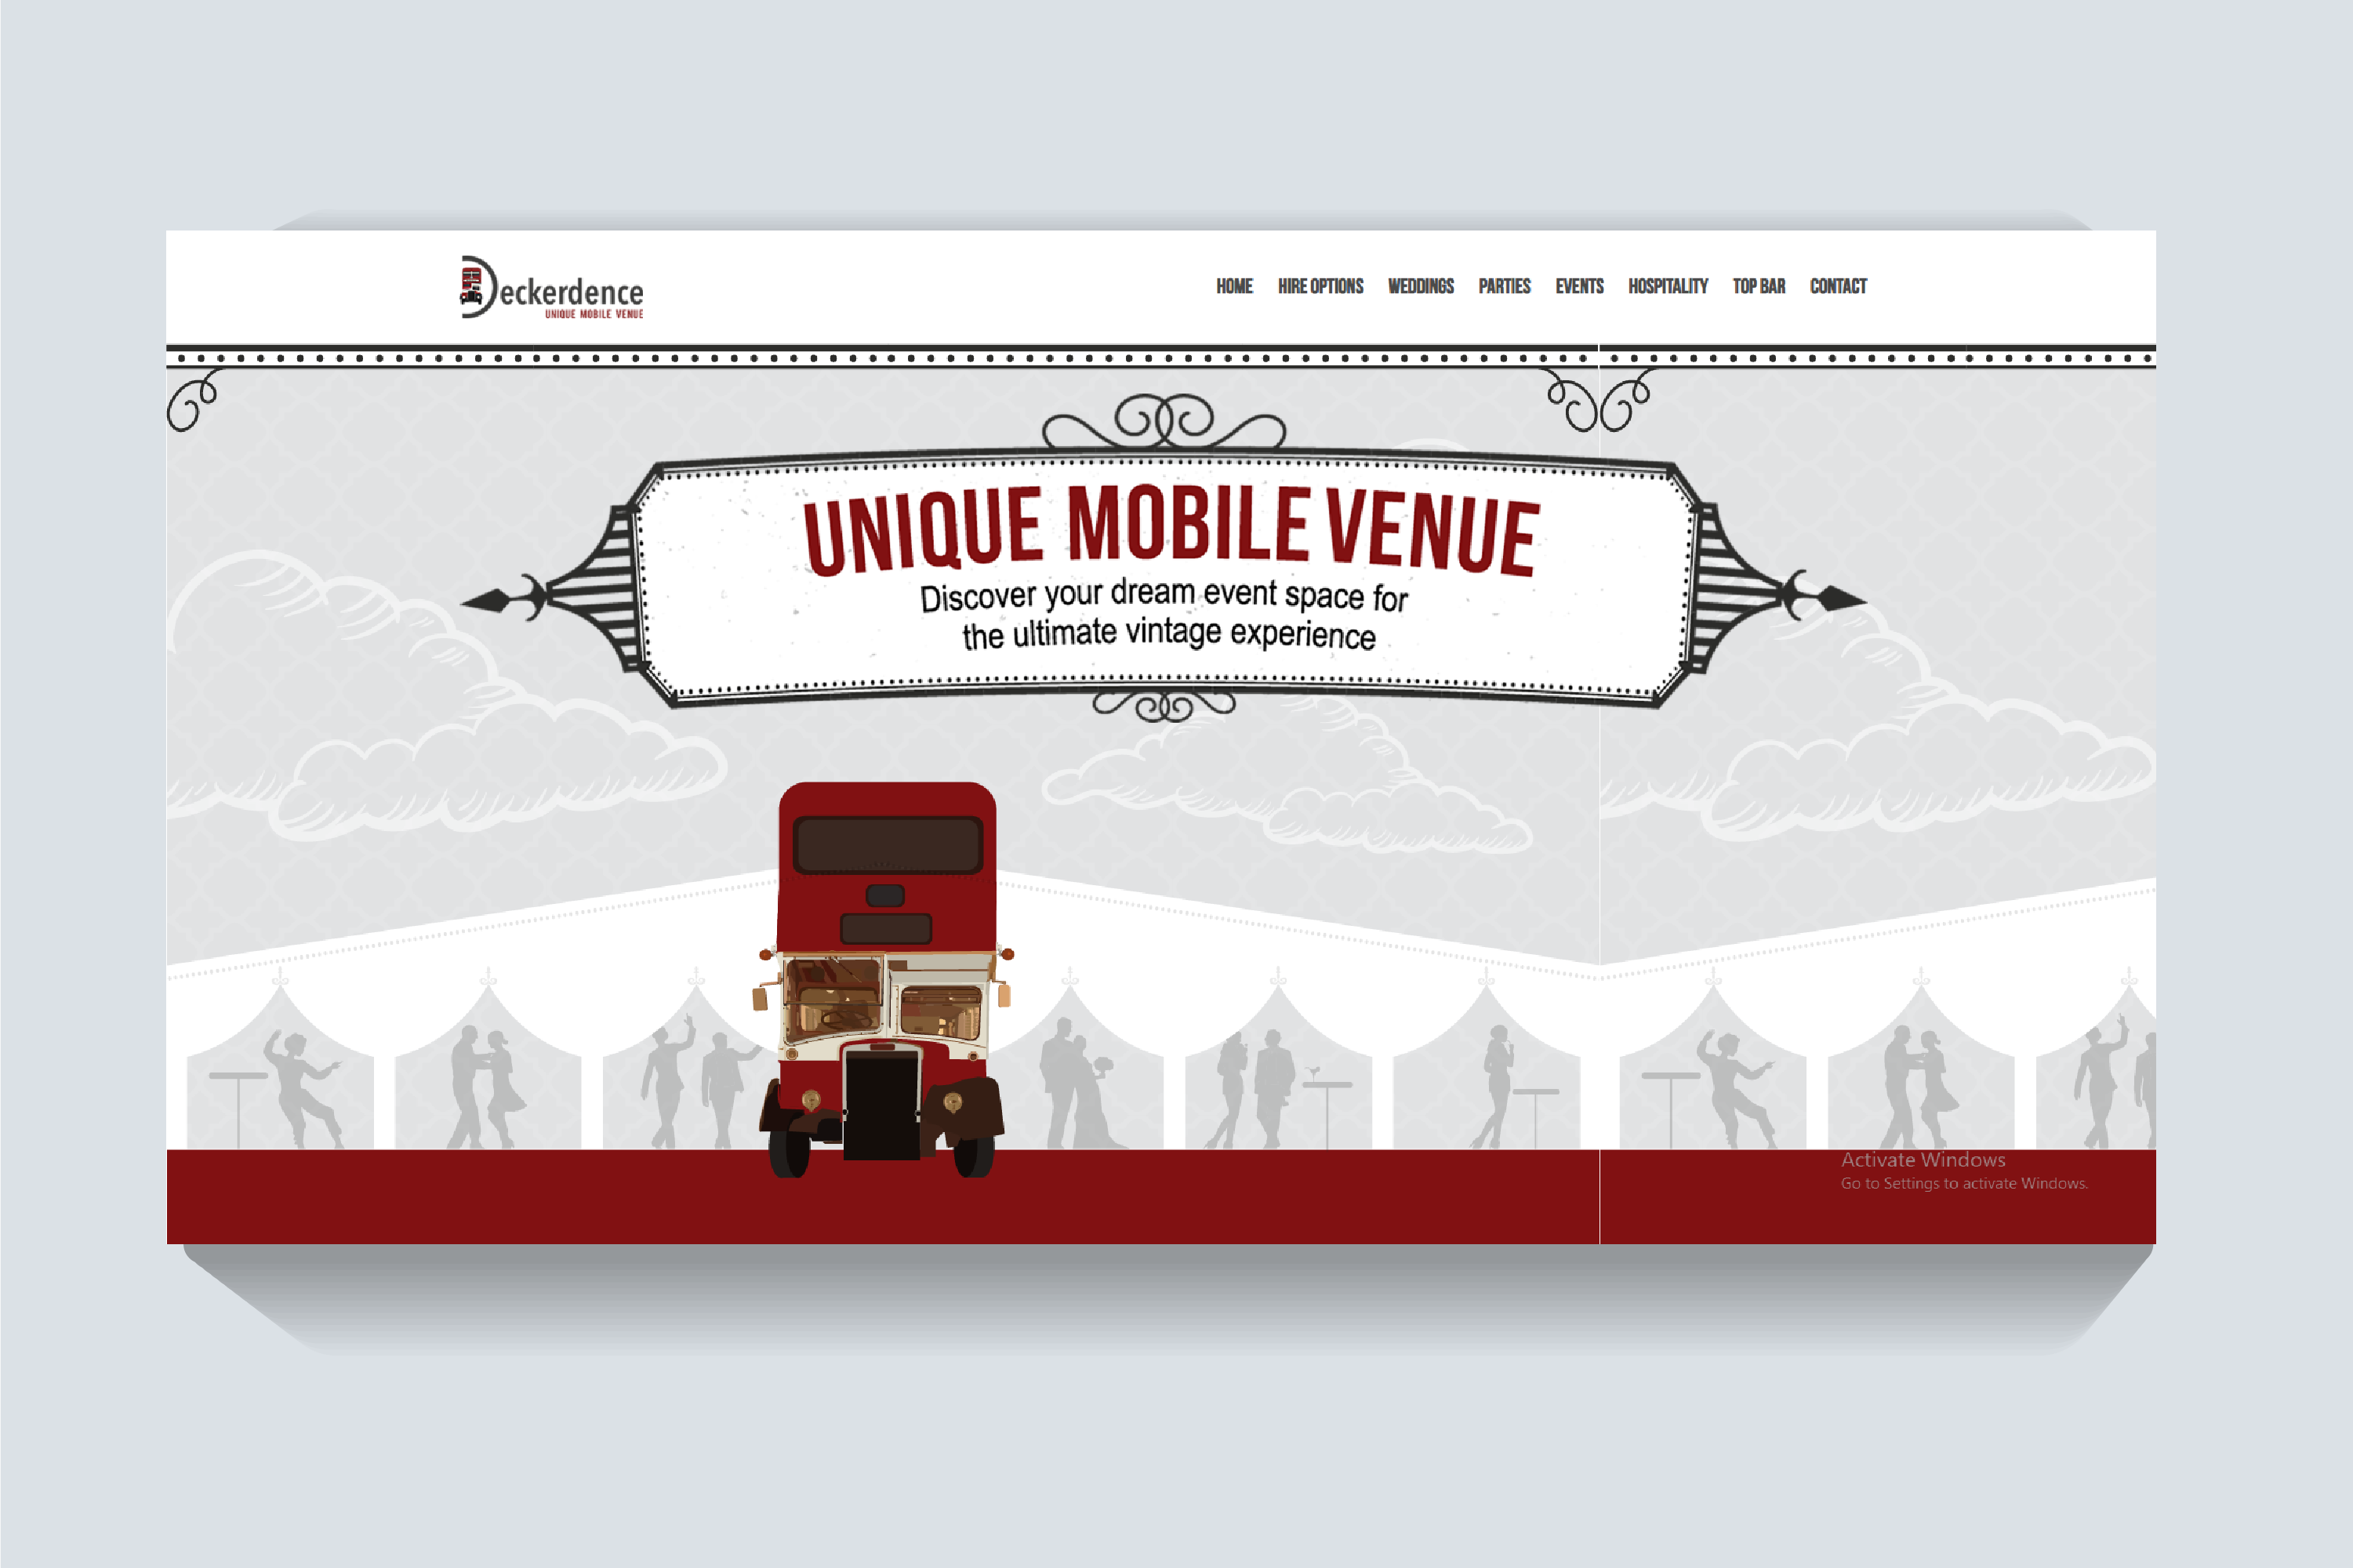 eckerdence
UNIQUE MOBILE VENUE
HOME HIRE OPTIONS WEDDINGS PARTIES EVENTS HOSPITALITY TOP BAR CONTACT
UNIQUE MOBILE VENUE
Discover your dream event space for
the ultimate vintage experience
Activate Windows
Go to Settings to activate Windows.